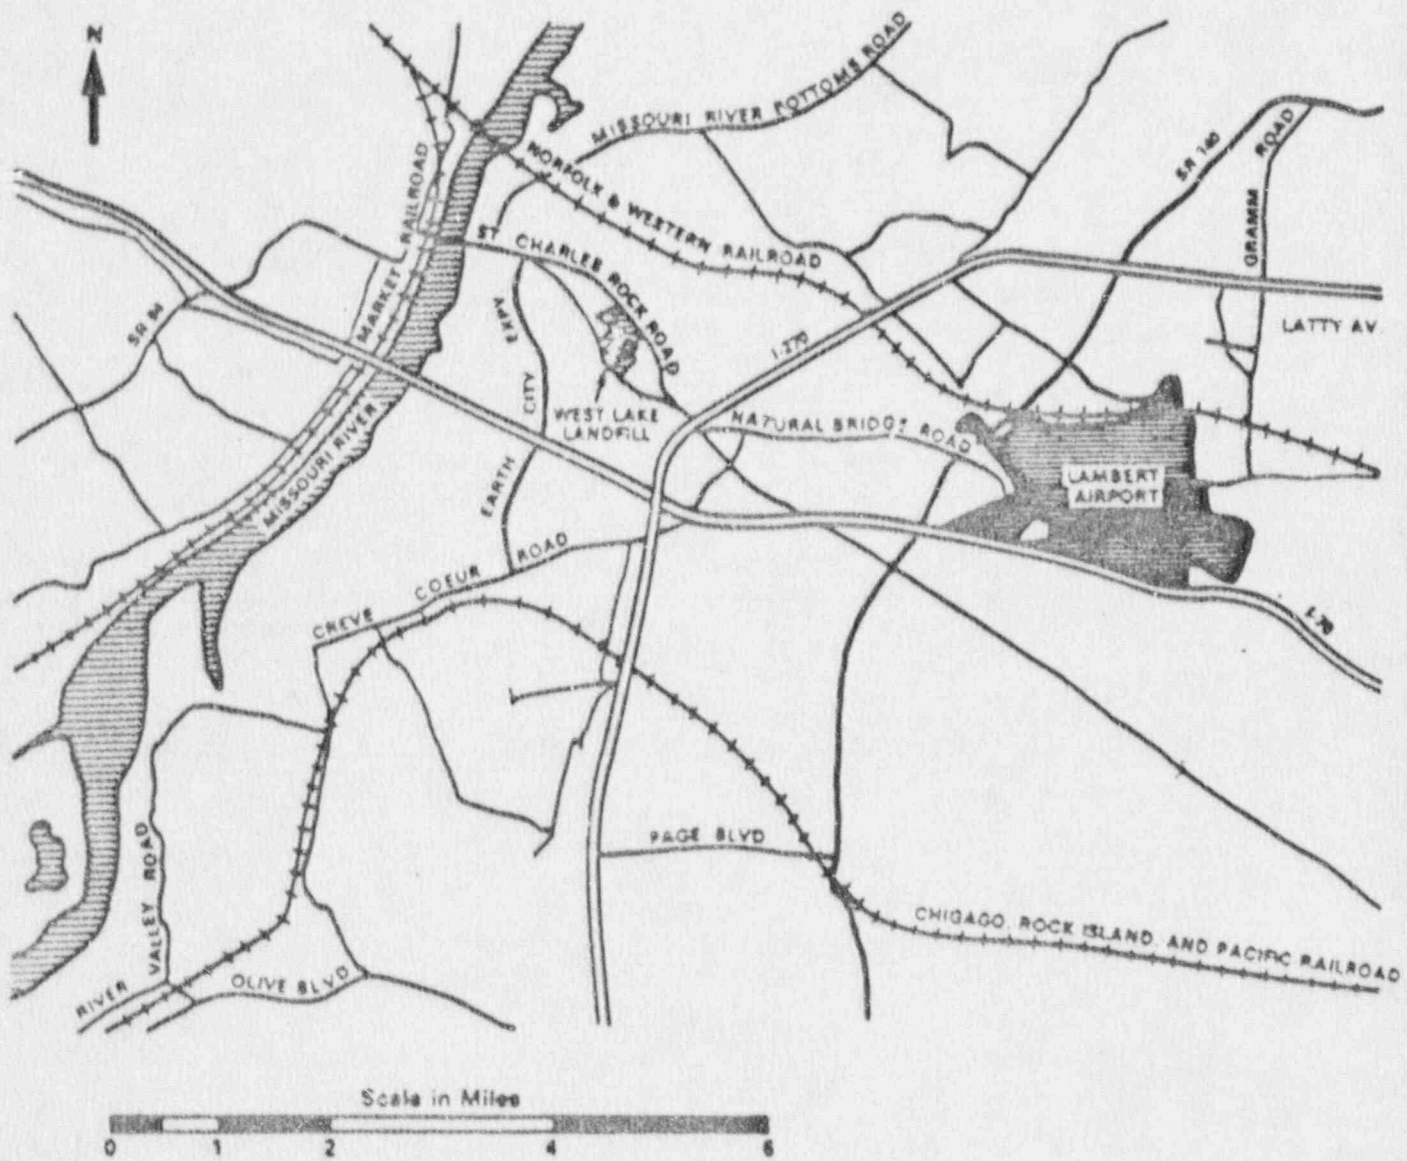 N
MISSOURI RIVER BOTTOMS ROAD
NORFOLK & WESTERN RAILROAD
SR 140
GRAMM ROAD
MARKET RAILROAD
ST CHARLES ROCK ROAD
EARTH CITY EXPY
SR 94
I-270
LATTY AV.
WEST LAKE
LANDFILL
NATURAL BRIDGE ROAD
MISSOURI RIVER
LAMBERT
AIRPORT
CREVE COEUR ROAD
I-70
PAGE BLVD
RIVER VALLEY ROAD
OLIVE BLVD
CHIGAGO, ROCK ISLAND, AND PACIFIC RAILROAD
Scale in Miles
0 1 2 4 6